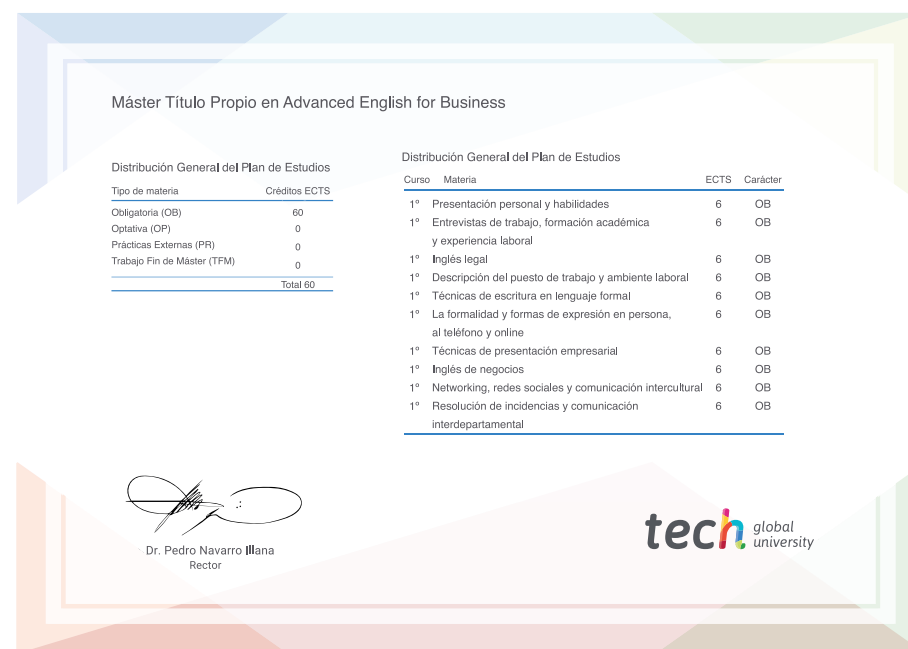 Máster Título Propio en Advanced English for Business
Distribución General del Plan de Estudios
Tipo de materia Créditos ECTS
Obligatoria (OB) 60
Optativa (OP) 0
Prácticas Externas (PR) 0
Trabajo Fin de Máster (TFM) 0
Total 60
Distribución General del Plan de Estudios
Curso Materia ECTS Carácter
1º Presentación personal y habilidades 6 OB
1º Entrevistas de trabajo, formación académica 6 OB
y experiencia laboral
1º Inglés legal 6 OB
1º Descripción del puesto de trabajo y ambiente laboral 6 OB
1º Técnicas de escritura en lenguaje formal 6 OB
1º La formalidad y formas de expresión en persona, 6 OB
al teléfono y online
1º Técnicas de presentación empresarial 6 OB
1º Inglés de negocios 6 OB
1º Networking, redes sociales y comunicación intercultural 6 OB
1º Resolución de incidencias y comunicación 6 OB
interdepartamental
Dr. Pedro Navarro Illana
Rector
tech global
university